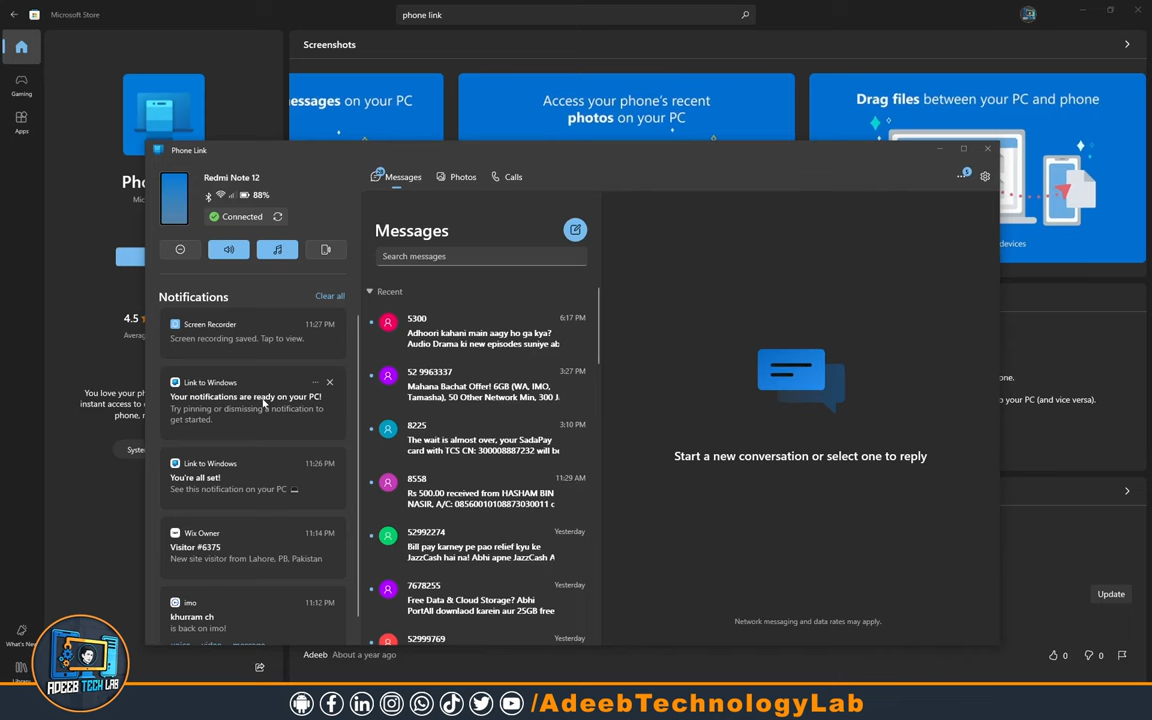 Microsoft Store
phone link
Screenshots
Gaming
Apps
essages on your PC
Access your phone's recent
photos on your PC
Drag files between your PC and phone
devices
4.5
Averag
You love your ph
instant access to
phone,
Syste
one.
o your PC (and vice versa).
Update
What's New
Library
Adeeb About a year ago
0
0
Phone Link
Redmi Note 12
88%
Connected
Notifications
Clear all
Screen Recorder
11:27 PM
Screen recording saved. Tap to view.
Link to Windows
Your notifications are ready on your PC!
Try pinning or dismissing a notification to
get started.
Link to Windows
11:26 PM
You're all set!
See this notification on your PC 💻
Wix Owner
11:14 PM
Visitor #6375
New site visitor from Lahore, PB, Pakistan
imo
11:12 PM
khurram ch
is back on imo!
Messages
Photos
Calls
Messages
Search messages
Recent
5300
6:17 PM
Adhoori kahani main aagy ho ga kya?
Audio Drama ki new episodes suniye ab
52 9963337
3:27 PM
Mahana Bachat Offer! 6GB (WA, IMO,
Tamasha), 50 Other Network Min, 300 J
8225
3:10 PM
The wait is almost over, your SadaPay
card with TCS CN: 300008887232 will be
8558
11:29 AM
Rs 500.00 received from HASHAM BIN
NASIR, A/C: 08560010108873030011 c
52992274
Yesterday
Bill pay karney pe pao relief kyu ke
JazzCash hai na! Abhi apne JazzCash A
7678255
Yesterday
Free Data & Cloud Storage? Abhi
PortAll downlaod karein aur 25GB free
52999769
Yesterday
Start a new conversation or select one to reply
Network messaging and data rates may apply.
ADEEB TECH LAB
/AdeebTechnologyLab